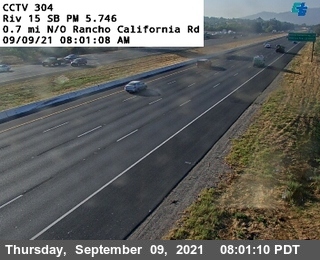 CCTV 304
Riv 15 SB PM 5.746
0.7 mi N/O Rancho California Rd
09/09/21 08:01:08 AM
Thursday, September 09, 2021 08:01:10 PDT